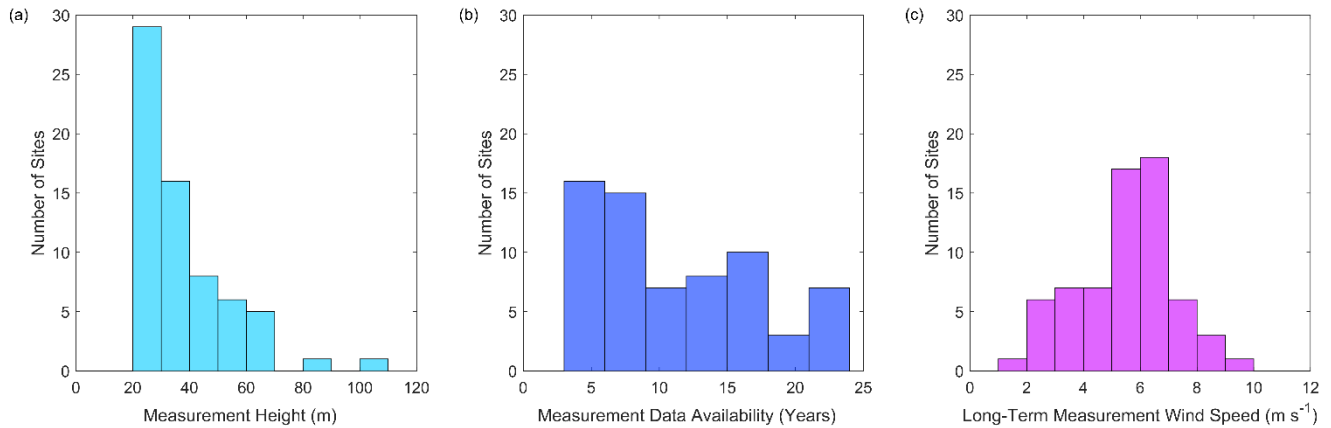 (a)
30
25
20
15
10
5
0
Number of Sites
0 20 40 60 80 100 120
Measurement Height (m)
(b)
30
25
20
15
10
5
0
Number of Sites
5 10 15 20 25
Measurement Data Availability (Years)
(c)
30
25
20
15
10
5
0
Number of Sites
0 2 4 6 8 10 12
Long-Term Measurement Wind Speed (m s⁻¹)